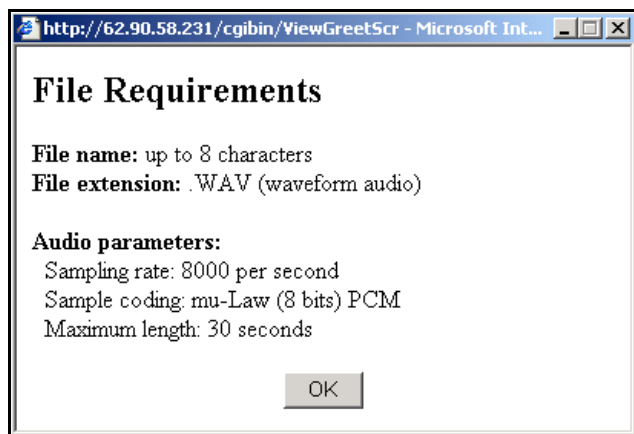 http://62.90.58.231/cgibin/ViewGreetScr - Microsoft Int...
File Requirements
File name: up to 8 characters
File extension: .WAV (waveform audio)
Audio parameters:
Sampling rate: 8000 per second
Sample coding: mu-Law (8 bits) PCM
Maximum length: 30 seconds
OK